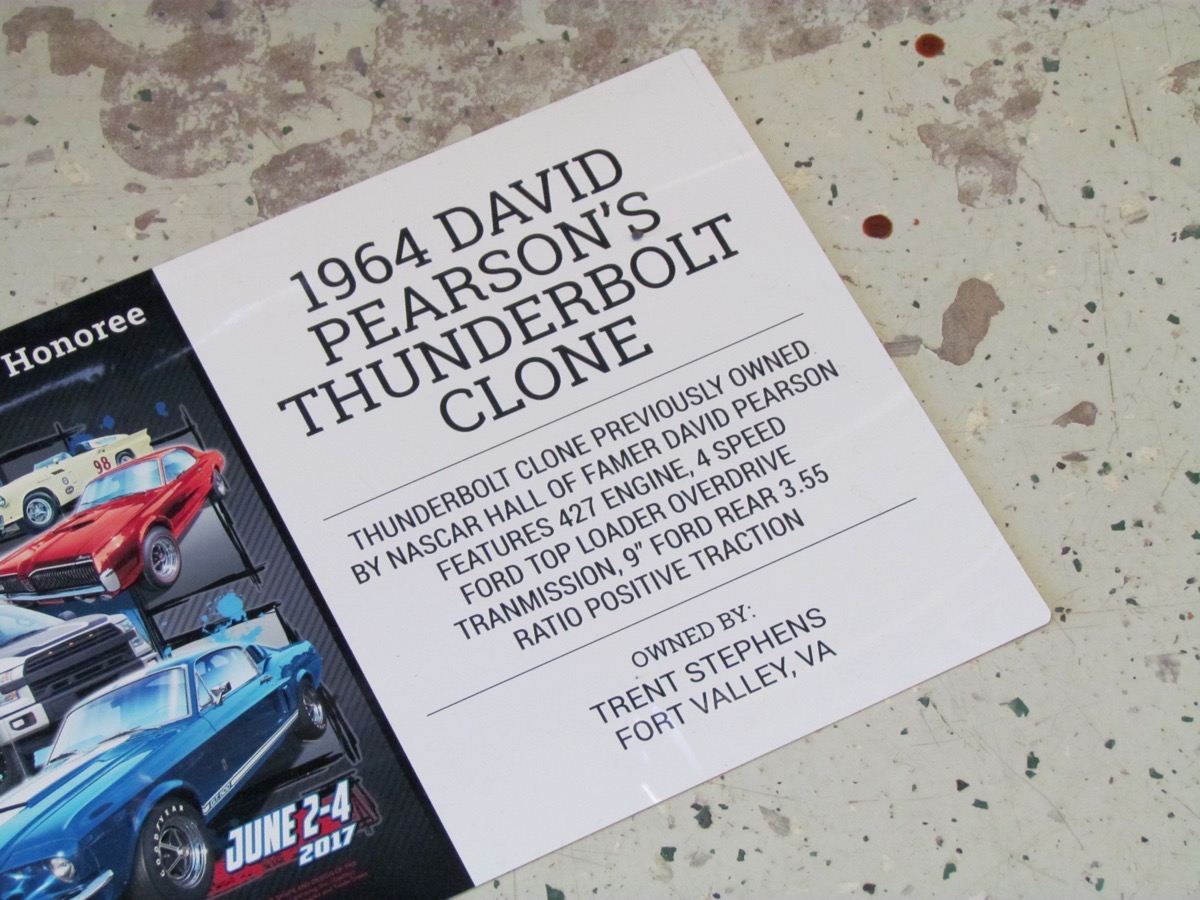 Honoree
1964 DAVID
PEARSON'S
THUNDERBOLT
CLONE
THUNDERBOLT CLONE PREVIOUSLY OWNED
BY NASCAR HALL OF FAMER DAVID PEARSON
FEATURES 427 ENGINE, 4 SPEED
FORD TOP LOADER OVERDRIVE
TRANMISSION, 9" FORD REAR 3.55
RATIO POSITIVE TRACTION
OWNED BY:
TRENT STEPHENS
FORT VALLEY, VA
98
GOODYEAR
JUNE 2-4
2017